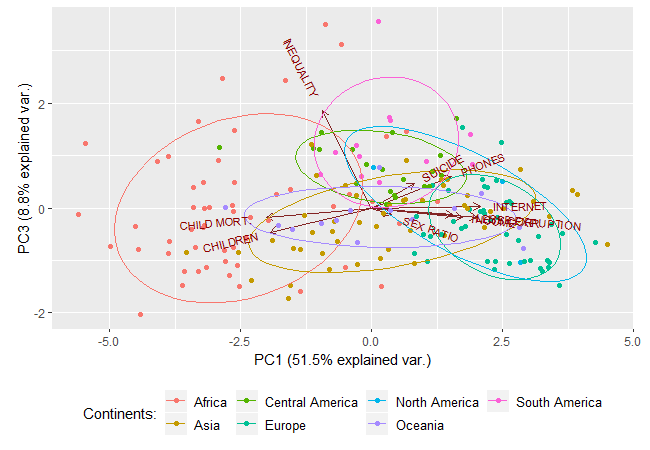 INEQUALITY
SUICIDE
PHONES
INTERNET
CORRUPTION
SEX RATIO
CHILD MORT.
CHILDREN
PC3 (8.8% explained var.)
2
0
-2
-5.0 -2.5 0.0 2.5 5.0
PC1 (51.5% explained var.)
Continents:
Africa Central America North America South America
Asia Europe Oceania